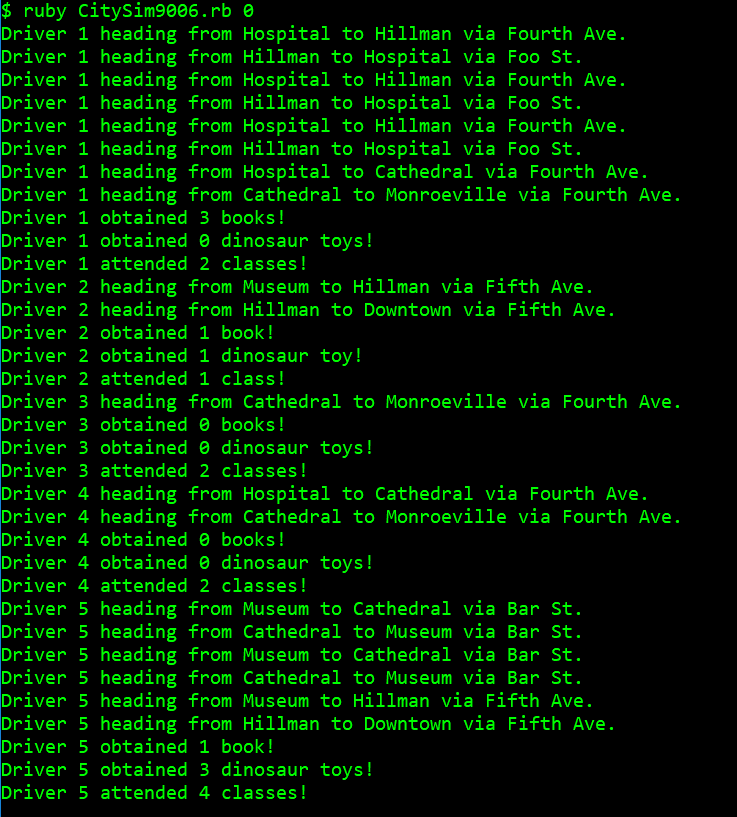 $ ruby CitySim9006.rb 0
Driver 1 heading from Hospital to Hillman via Fourth Ave.
Driver 1 heading from Hillman to Hospital via Foo St.
Driver 1 heading from Hospital to Hillman via Fourth Ave.
Driver 1 heading from Hillman to Hospital via Foo St.
Driver 1 heading from Hospital to Hillman via Fourth Ave.
Driver 1 heading from Hillman to Hospital via Foo St.
Driver 1 heading from Hospital to Cathedral via Fourth Ave.
Driver 1 heading from Cathedral to Monroeville via Fourth Ave.
Driver 1 obtained 3 books!
Driver 1 obtained 0 dinosaur toys!
Driver 1 attended 2 classes!
Driver 2 heading from Museum to Hillman via Fifth Ave.
Driver 2 heading from Hillman to Downtown via Fifth Ave.
Driver 2 obtained 1 book!
Driver 2 obtained 1 dinosaur toy!
Driver 2 attended 1 class!
Driver 3 heading from Cathedral to Monroeville via Fourth Ave.
Driver 3 obtained 0 books!
Driver 3 obtained 0 dinosaur toys!
Driver 3 attended 2 classes!
Driver 4 heading from Hospital to Cathedral via Fourth Ave.
Driver 4 heading from Cathedral to Monroeville via Fourth Ave.
Driver 4 obtained 0 books!
Driver 4 obtained 0 dinosaur toys!
Driver 4 attended 2 classes!
Driver 5 heading from Museum to Cathedral via Bar St.
Driver 5 heading from Cathedral to Museum via Bar St.
Driver 5 heading from Museum to Cathedral via Bar St.
Driver 5 heading from Cathedral to Museum via Bar St.
Driver 5 heading from Museum to Hillman via Fifth Ave.
Driver 5 heading from Hillman to Downtown via Fifth Ave.
Driver 5 obtained 1 book!
Driver 5 obtained 3 dinosaur toys!
Driver 5 attended 4 classes!